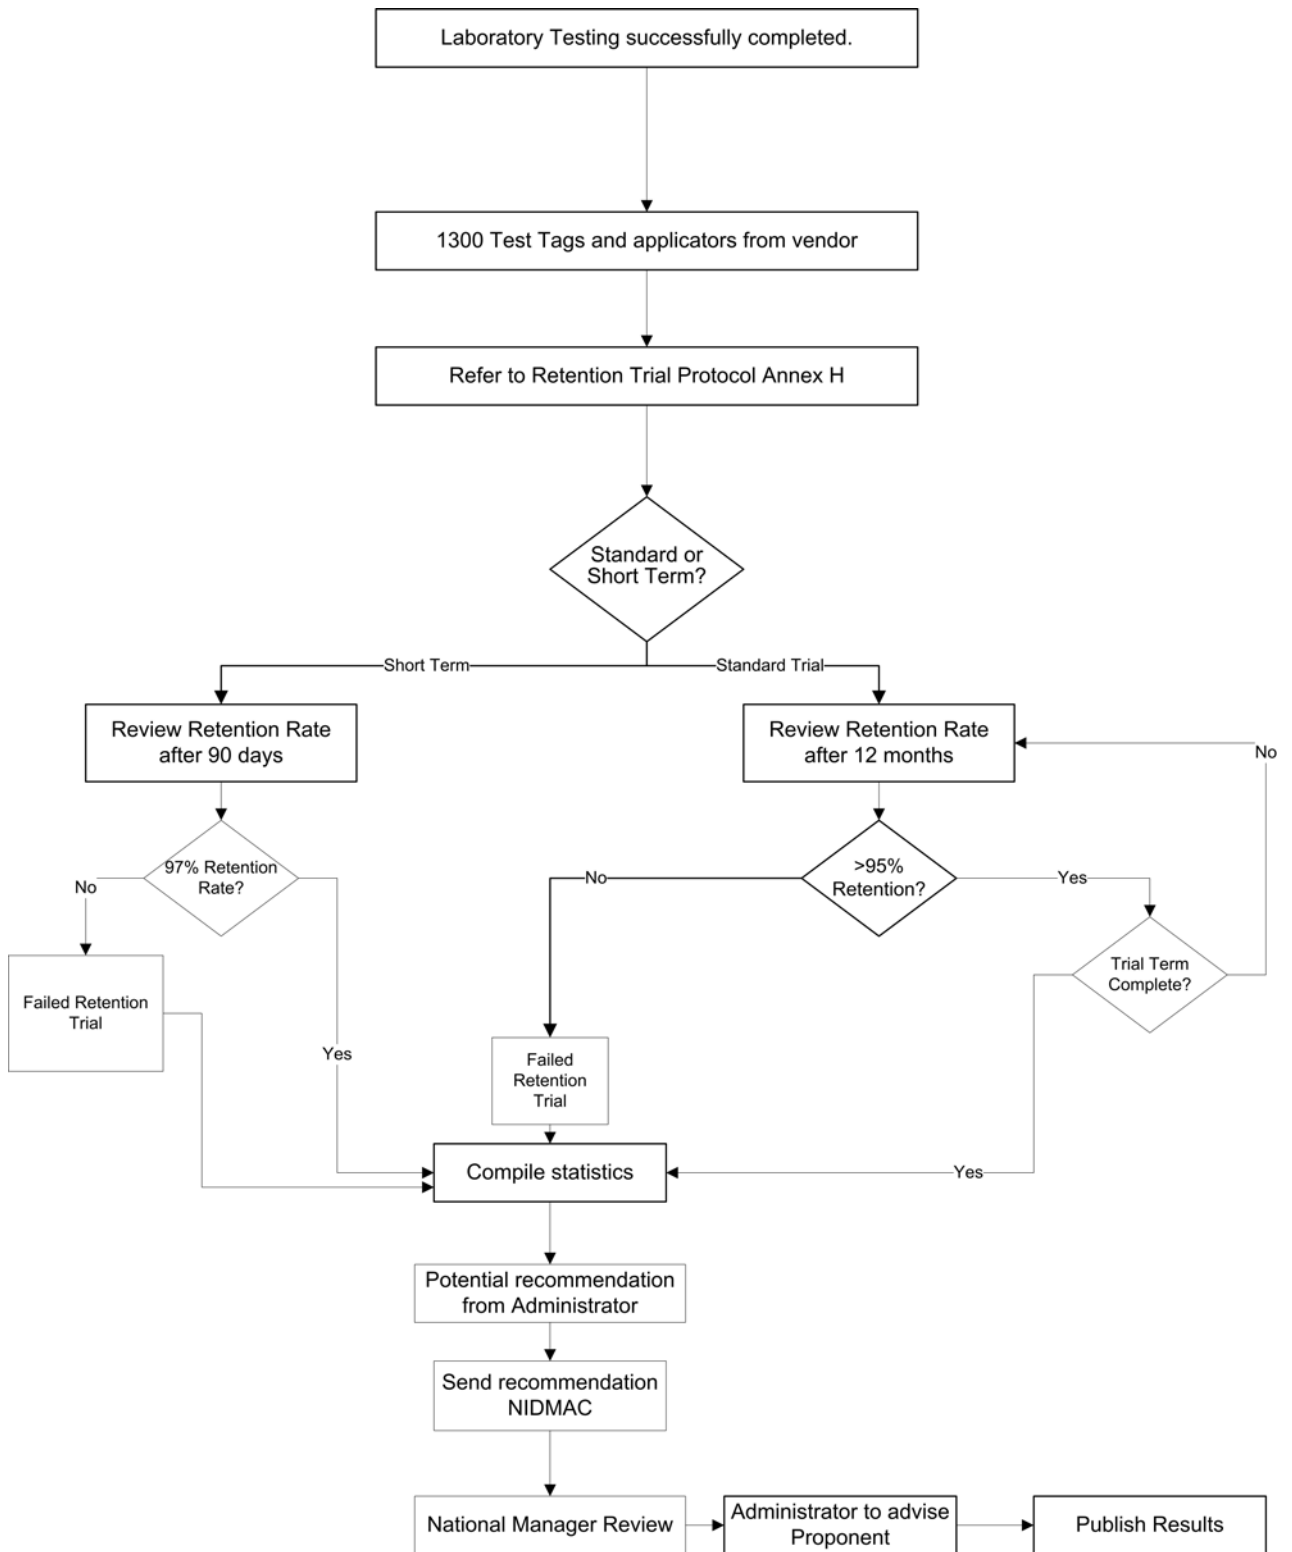 Laboratory Testing successfully completed.
1300 Test Tags and applicators from vendor
Refer to Retention Trial Protocol Annex H
Standard or
Short Term?
Short Term
Standard Trial
Review Retention Rate
after 90 days
Review Retention Rate
after 12 months
No
97% Retention
Rate?
No
>95%
Retention?
No
Yes
Trial Term
Complete?
Failed Retention
Trial
Yes
Failed
Retention
Trial
Compile statistics
Yes
Potential recommendation
from Administrator
Send recommendation
NIDMAC
National Manager Review
Administrator to advise
Proponent
Publish Results